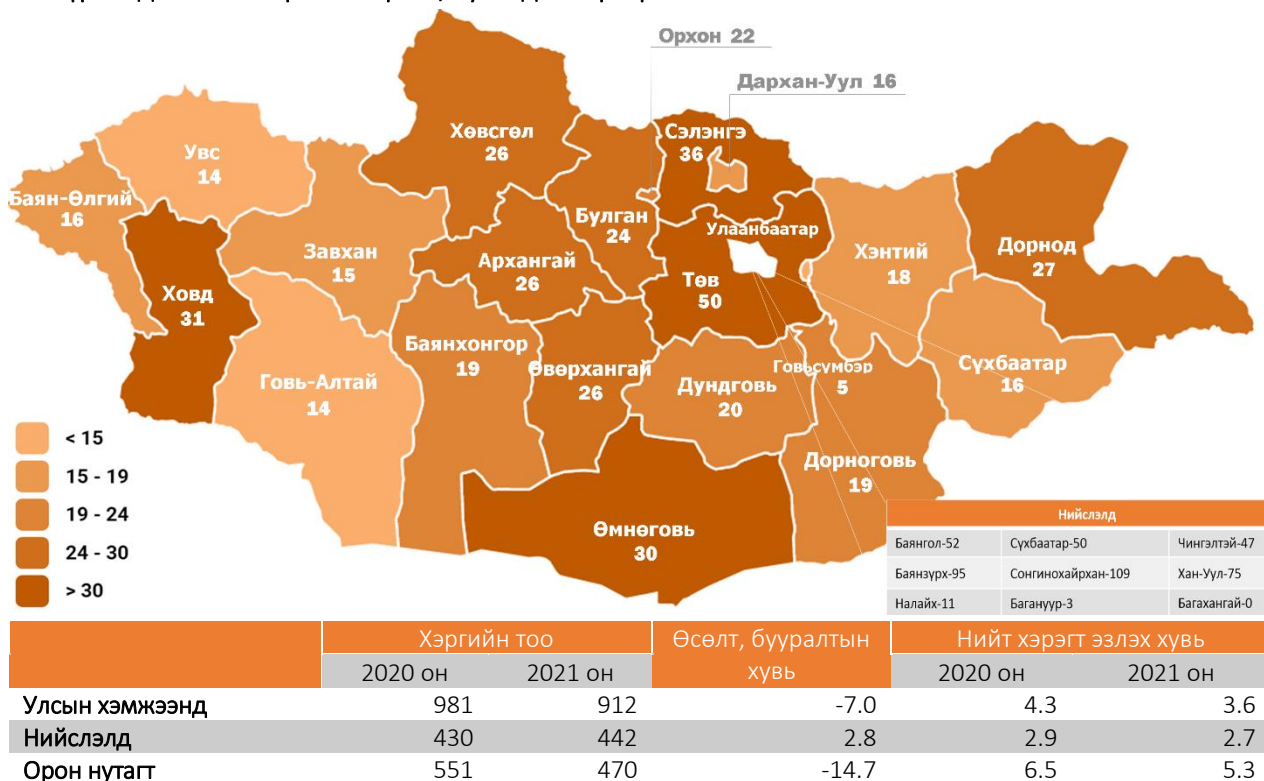 Орхон 22
Дархан-Уул 16
Хөвсгөл
26
Сэлэнгэ
36
Увс
14
Баян-Өлгий
16
Булган
24
Улаанбаатар
Завхан
15
Архангай
26
Хэнтий
18
Дорнод
27
Ховд
31
Төв
50
Баянхонгор
19
Говь-Алтай
14
Өвөрхангай
26
Дундговь
20
Говьсүмбэр
5
Сүхбаатар
16
Дорноговь
19
Өмнөговь
30
< 15
15 - 19
19 - 24
24 - 30
> 30
Нийслэлд
Баянгол-52 Сүхбаатар-50 Чингэлтэй-47
Баянзүрх-95 Сонгинохайрхан-109 Хан-Уул-75
Налайх-11 Багануур-3 Багахангай-0
Хэргийн тоо Өсөлт, бууралтын хувь Нийт хэрэгт эзлэх хувь
2020 он 2021 он 2020 он 2021 он
Улсын хэмжээнд 981 912 -7.0 4.3 3.6
Нийслэлд 430 442 2.8 2.9 2.7
Орон нутагт 551 470 -14.7 6.5 5.3